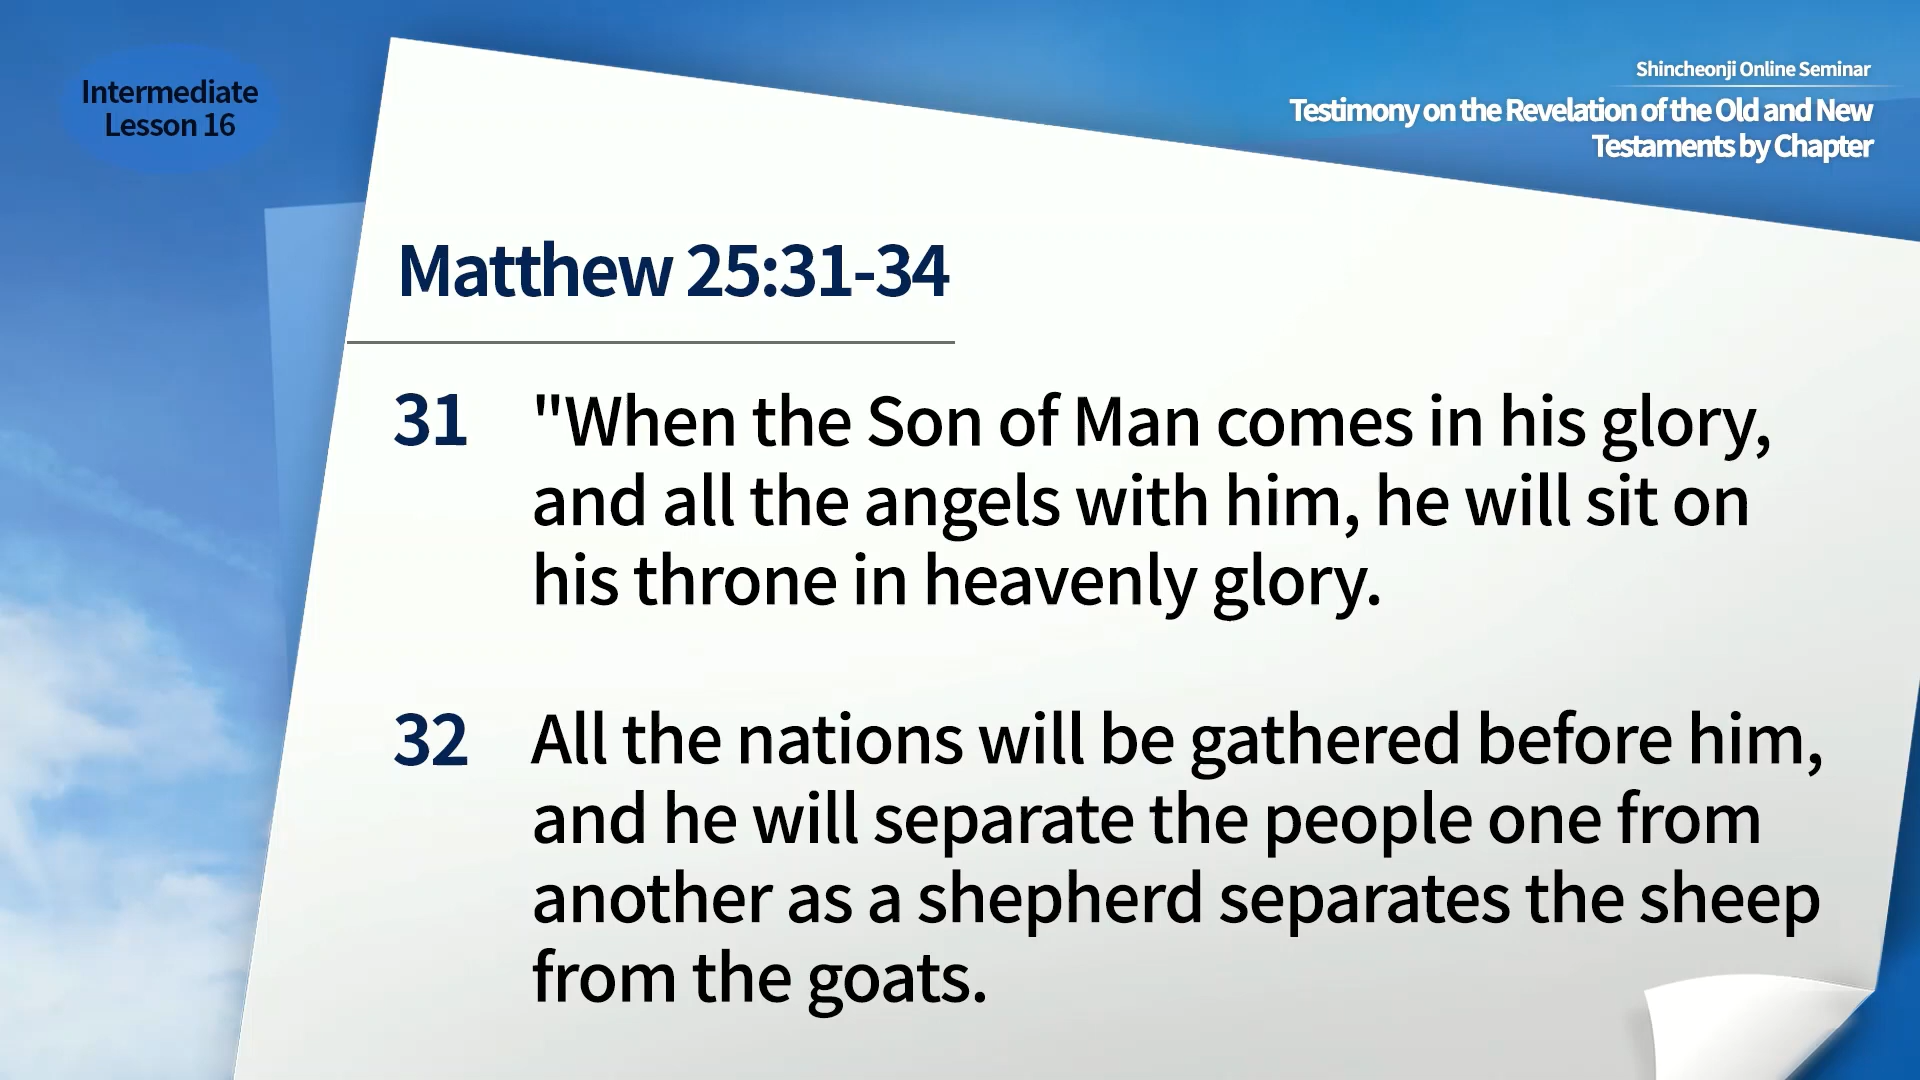 Intermediate
Lesson 16
Shincheonji Online Seminar
Testimony on the Revelation of the Old and New
Testaments by Chapter
Matthew 25:31-34
31 "When the Son of Man comes in his glory,
and all the angels with him, he will sit on
his throne in heavenly glory.
32 All the nations will be gathered before him,
and he will separate the people one from
another as a shepherd separates the sheep
from the goats.